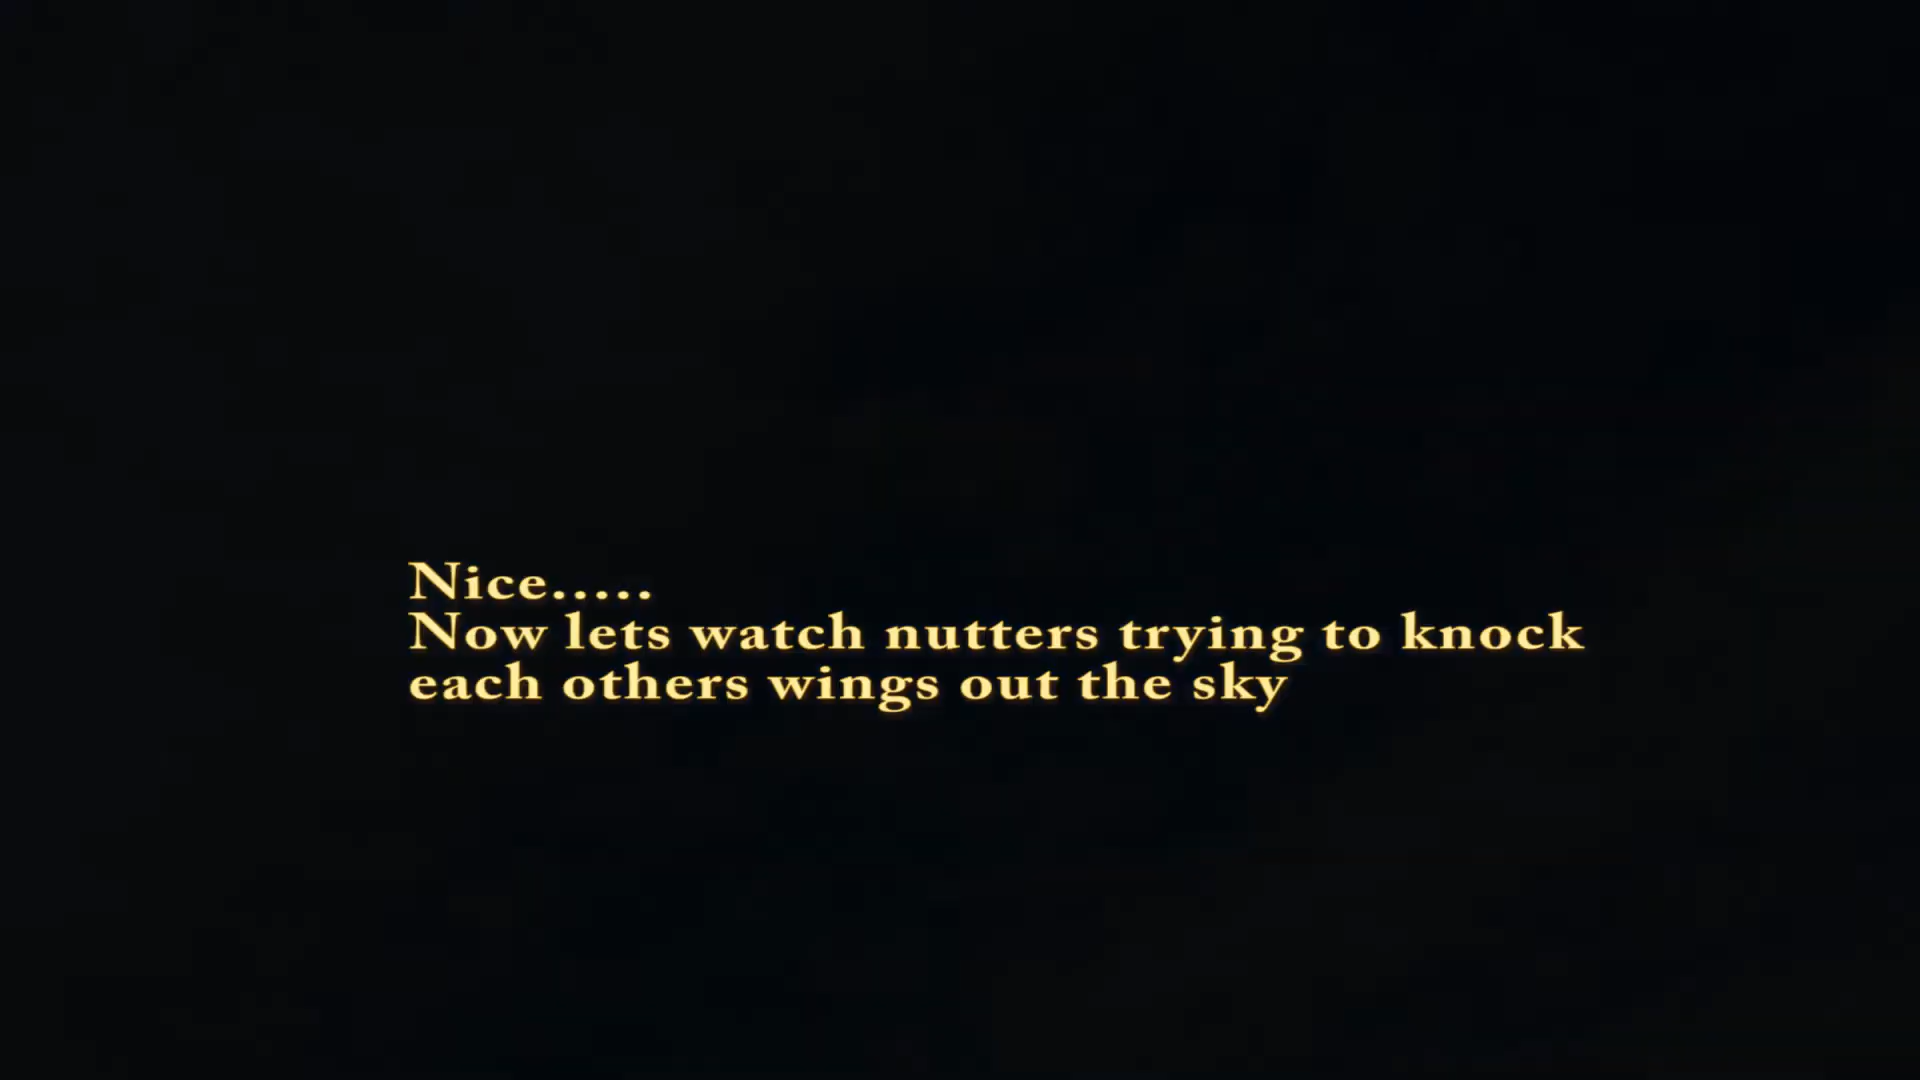 Nice.....
Now lets watch nutters trying to knock
each others wings out the sky